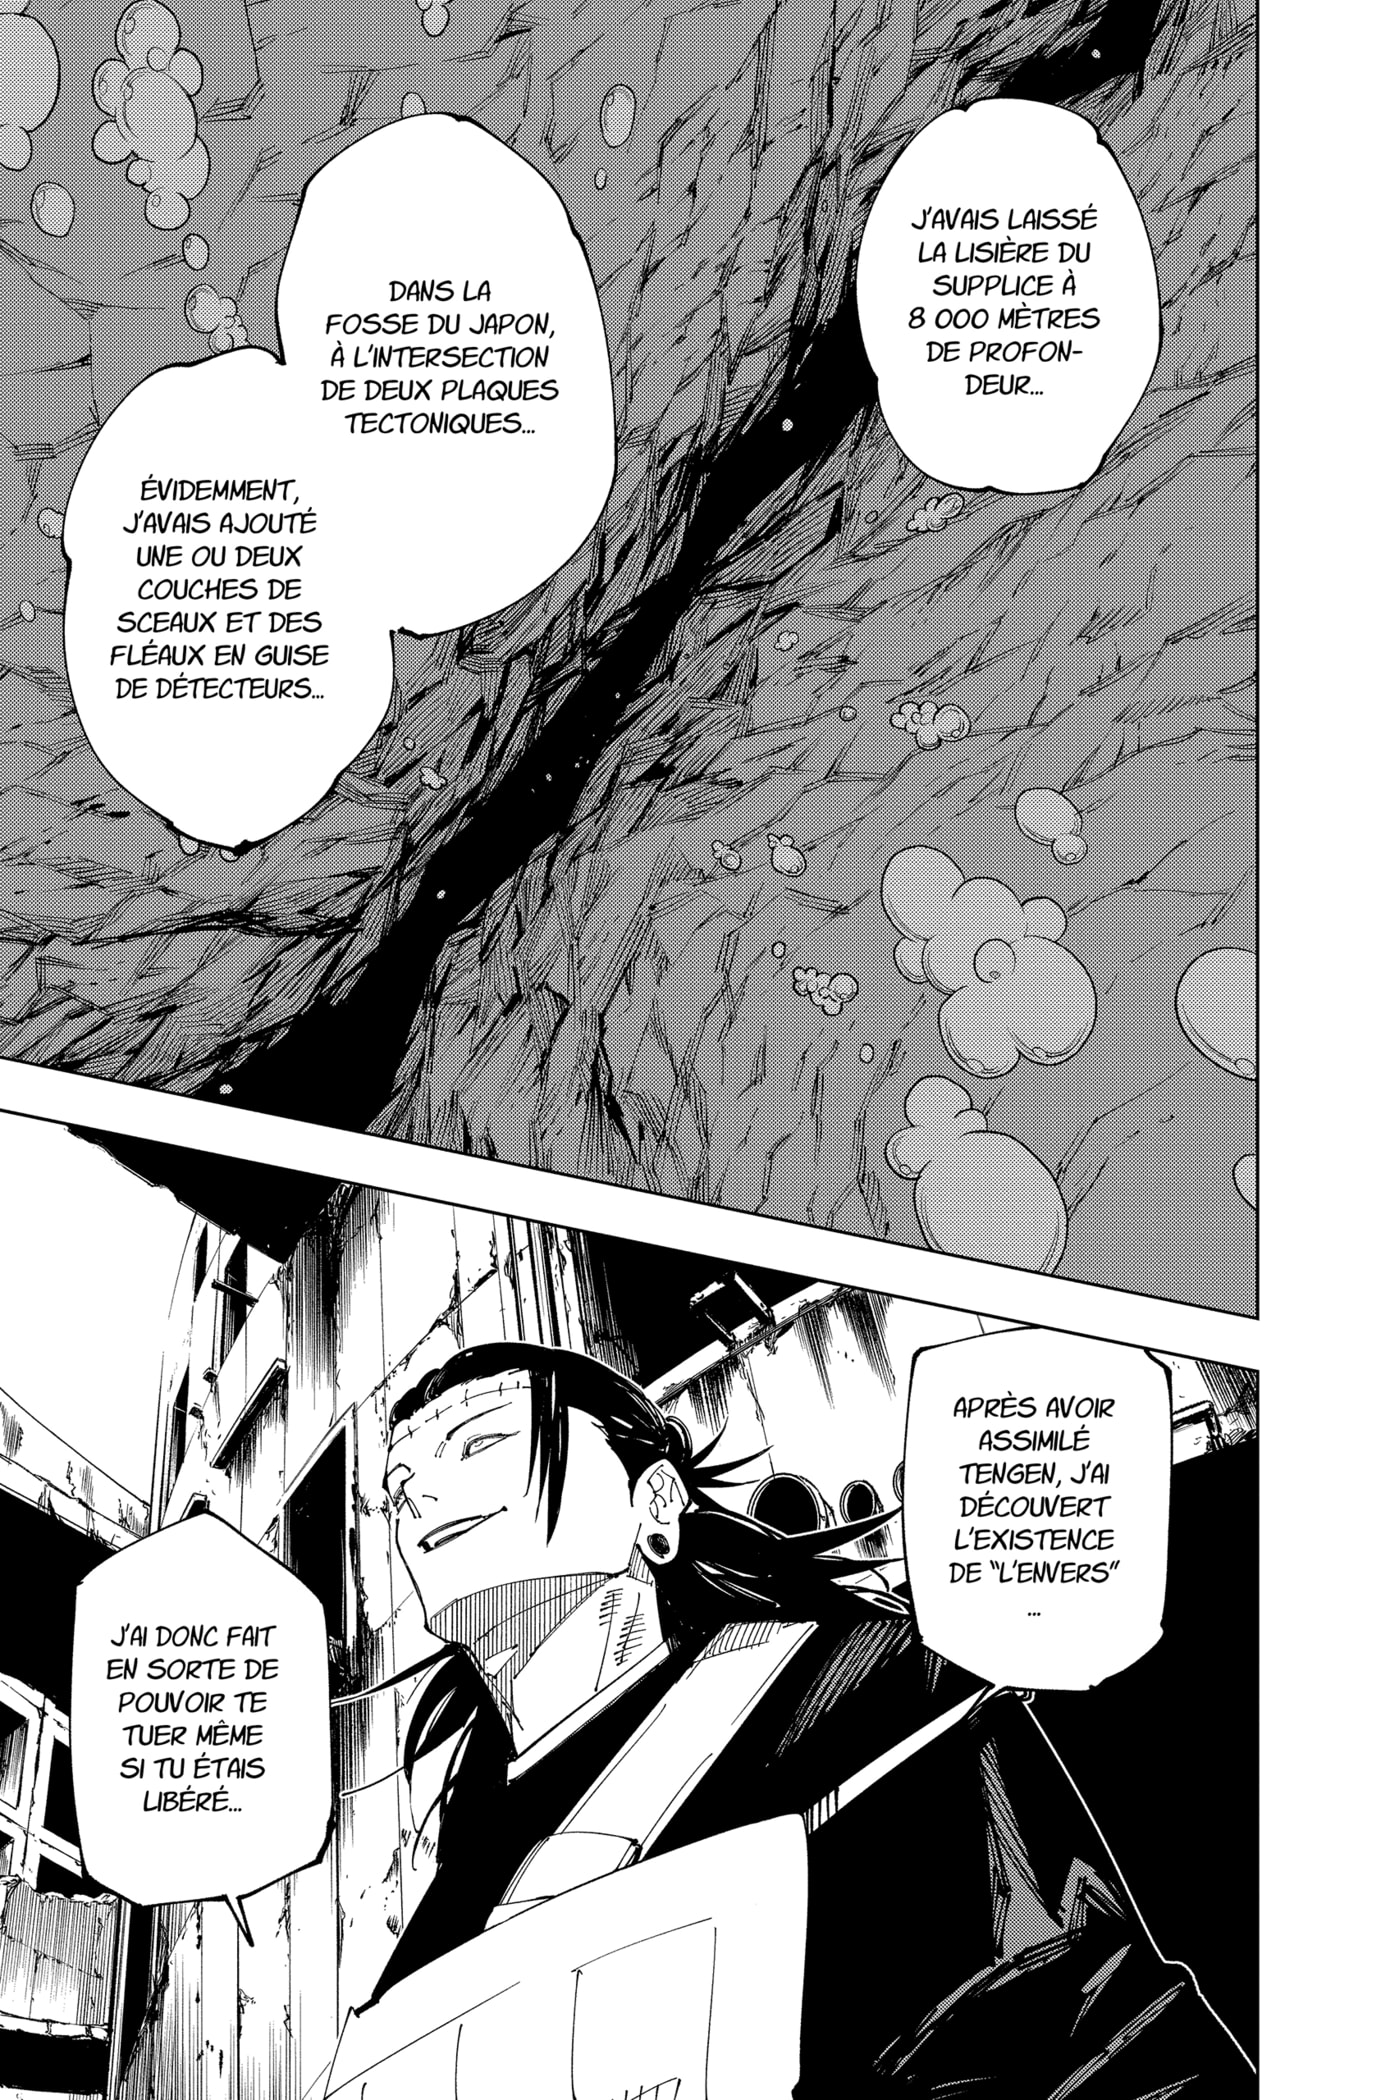 J'AVAIS LAISSÉ
LA LISIÈRE DU
SUPPLICE À
8 000 MÈTRES
DE PROFON-
DEUR...
DANS LA
FOSSE DU JAPON,
À L'INTERSECTION
DE DEUX PLAQUES
TECTONIQUES...
ÉVIDEMMENT,
J'AVAIS AJOUTÉ
UNE OU DEUX
COUCHES DE
SCEAUX ET DES
FLÉAUX EN GUISE
DE DÉTECTEURS...
APRÈS AVOIR
ASSIMILÉ
TENGEN, J'AI
DÉCOUVERT
L'EXISTENCE
DE "L'ENVERS"
...
J'AI DONC FAIT
EN SORTE DE
POUVOIR TE
TUER MÊME
SI TU ÉTAIS
LIBÉRÉ...